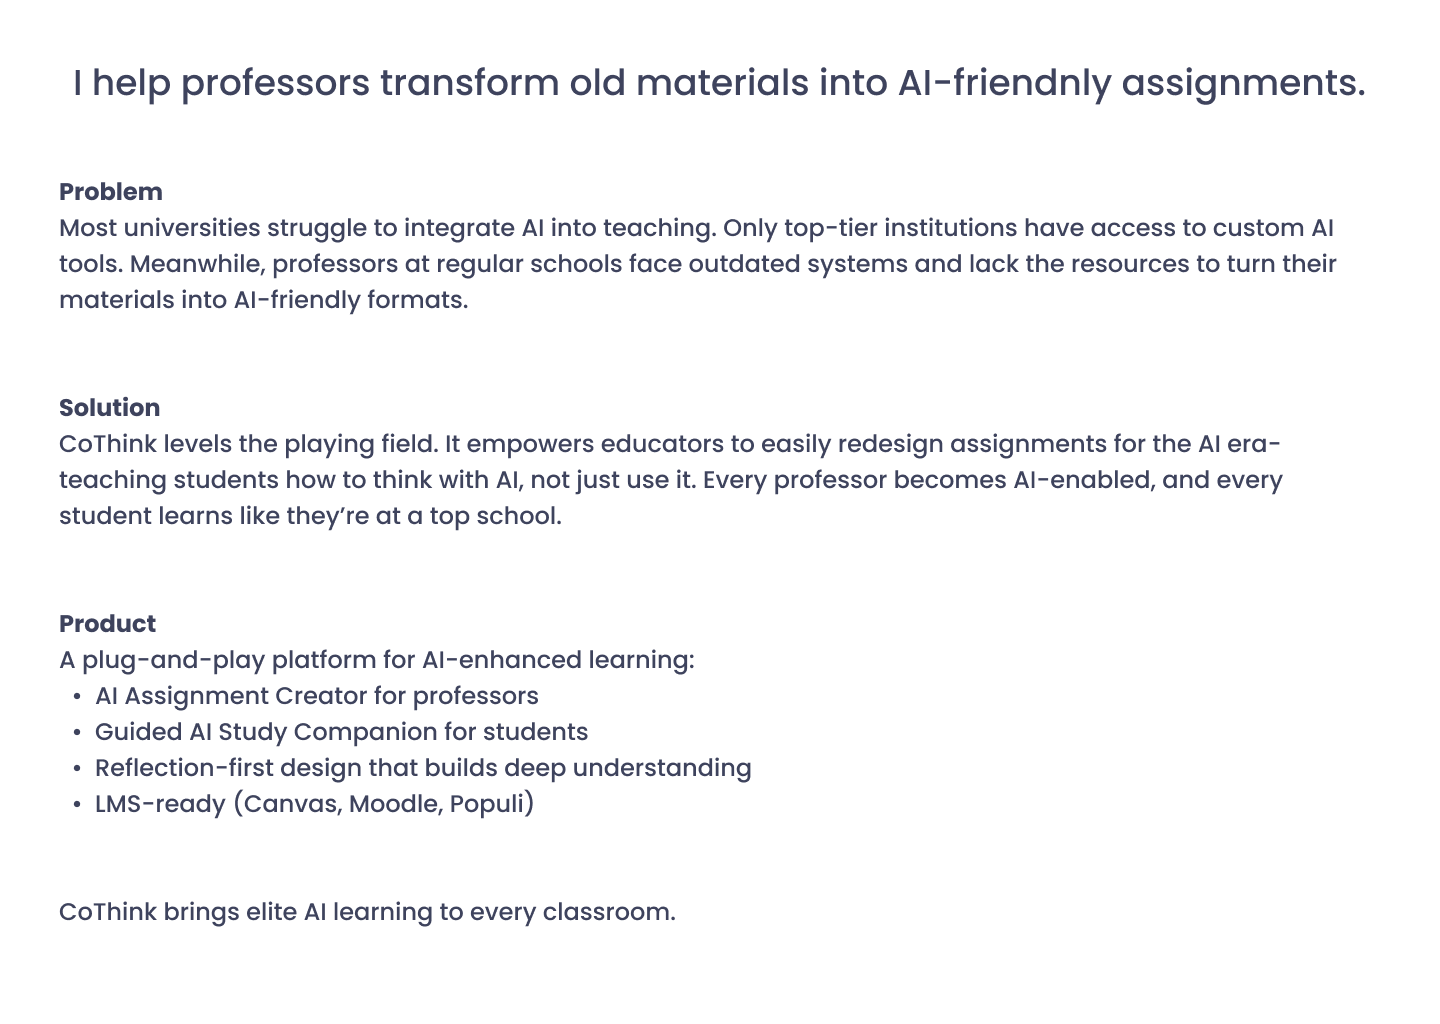 I help professors transform old materials into AI-friendnly assignments.
Problem
Most universities struggle to integrate AI into teaching. Only top-tier institutions have access to custom AI
tools. Meanwhile, professors at regular schools face outdated systems and lack the resources to turn their
materials into AI-friendly formats.
Solution
CoThink levels the playing field. It empowers educators to easily redesign assignments for the AI era-
teaching students how to think with AI, not just use it. Every professor becomes AI-enabled, and every
student learns like they’re at a top school.
Product
A plug-and-play platform for AI-enhanced learning:
• AI Assignment Creator for professors
• Guided AI Study Companion for students
• Reflection-first design that builds deep understanding
• LMS-ready (Canvas, Moodle, Populi)
CoThink brings elite AI learning to every classroom.